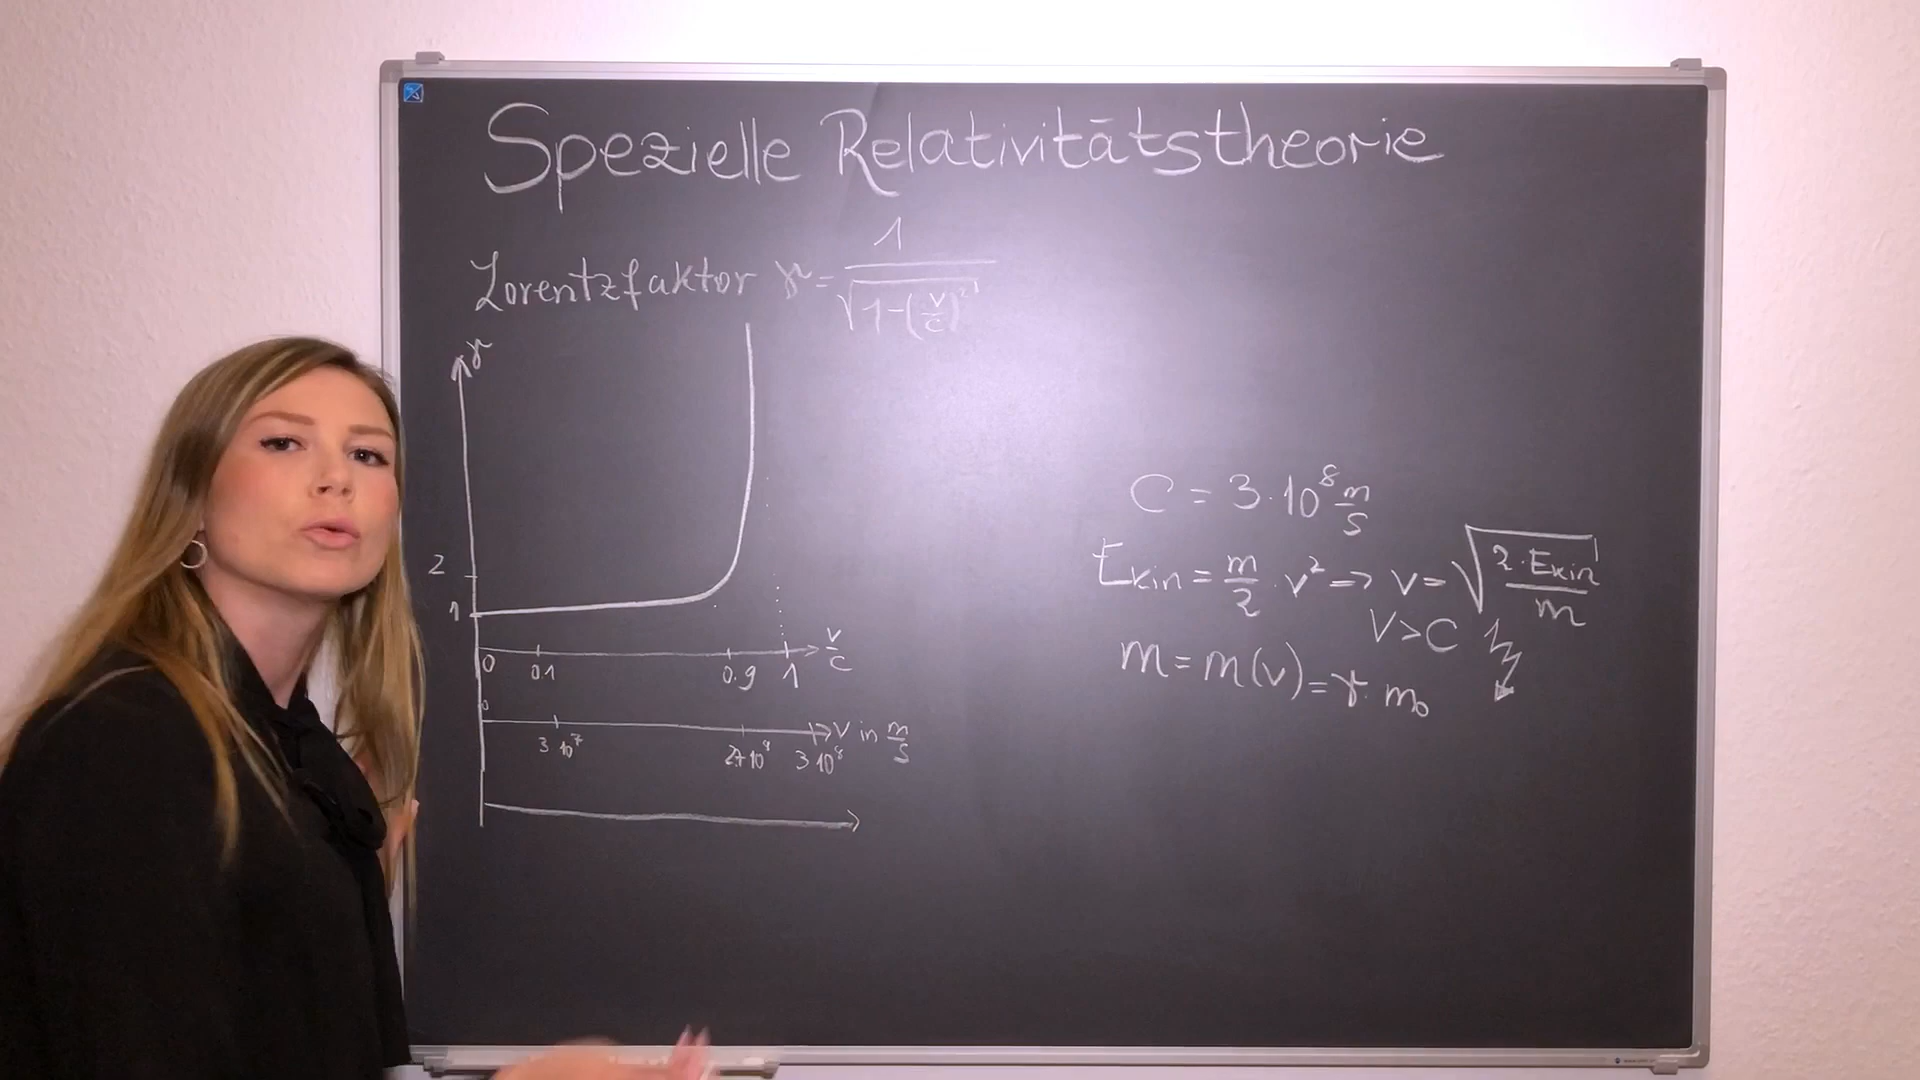 Spezielle Relativitätstheorie
Lorentzfaktor γ = 1/√(1-(v/c)²)
γ
2
1
0 0.1 0.9 1 v/c
0
3·10⁷ 2,7·10⁸ 3·10⁸ v in m/s
c = 3·10⁸ m/s
Ekin = m/2 · v² => v = √(2·Ekin/m)
v > c
m = m(v) = γ · m₀